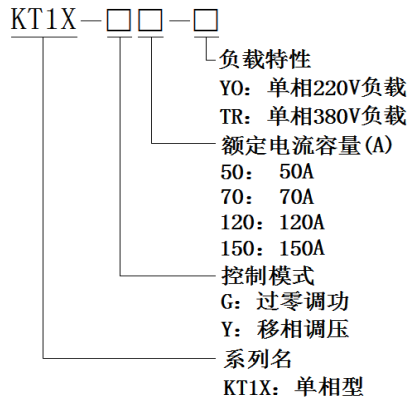 KT1X—□□—□
负载特性
YO: 单相220V负载
TR: 单相380V负载
额定电流容量(A)
50: 50A
70: 70A
120: 120A
150: 150A
控制模式
G: 过零调功
Y: 移相调压
系列名
KT1X: 单相型